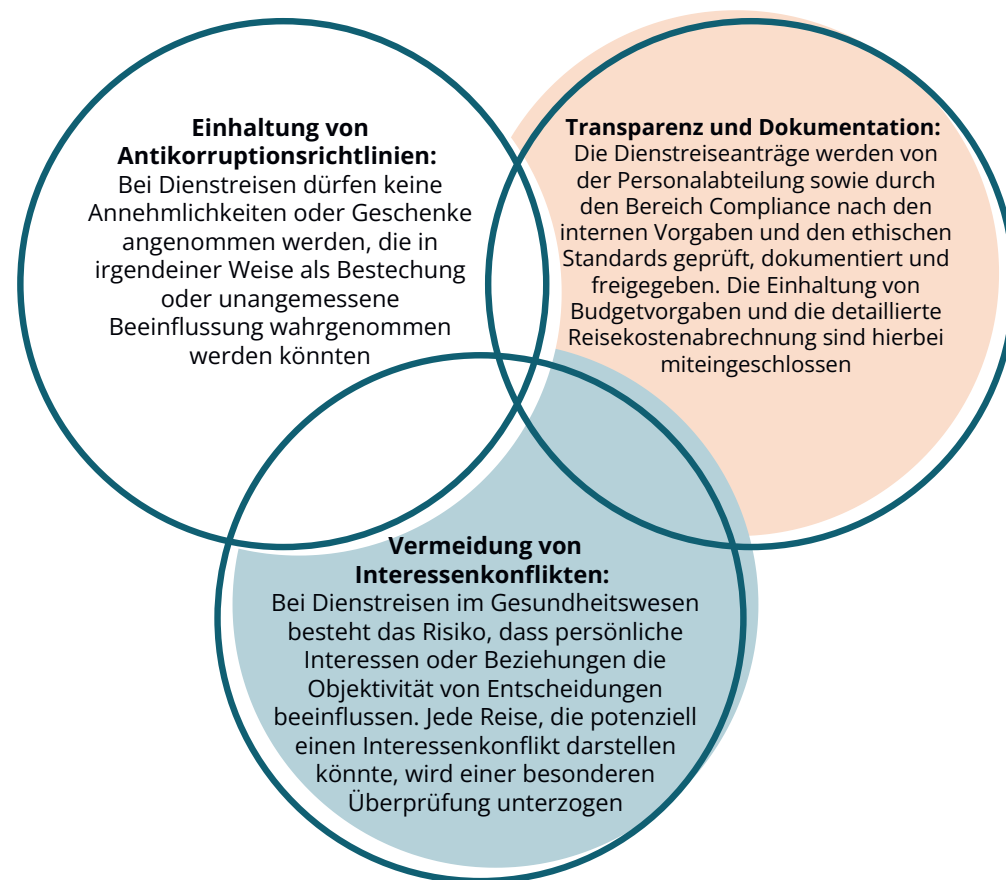 Einhaltung von
Antikorruptionsrichtlinien:
Bei Dienstreisen dürfen keine
Annehmlichkeiten oder Geschenke
angenommen werden, die in
irgendeiner Weise als Bestechung
oder unangemessene
Beeinflussung wahrgenommen
werden könnten
Transparenz und Dokumentation:
Die Dienstreiseanträge werden von
der Personalabteilung sowie durch
den Bereich Compliance nach den
internen Vorgaben und den ethischen
Standards geprüft, dokumentiert und
freigegeben. Die Einhaltung von
Budgetvorgaben und die detaillierte
Reisekostenabrechnung sind hierbei
miteingeschlossen
Vermeidung von
Interessenkonflikten:
Bei Dienstreisen im Gesundheitswesen
besteht das Risiko, dass persönliche
Interessen oder Beziehungen die
Objektivität von Entscheidungen
beeinflussen. Jede Reise, die potenziell
einen Interessenkonflikt darstellen
könnte, wird einer besonderen
Überprüfung unterzogen